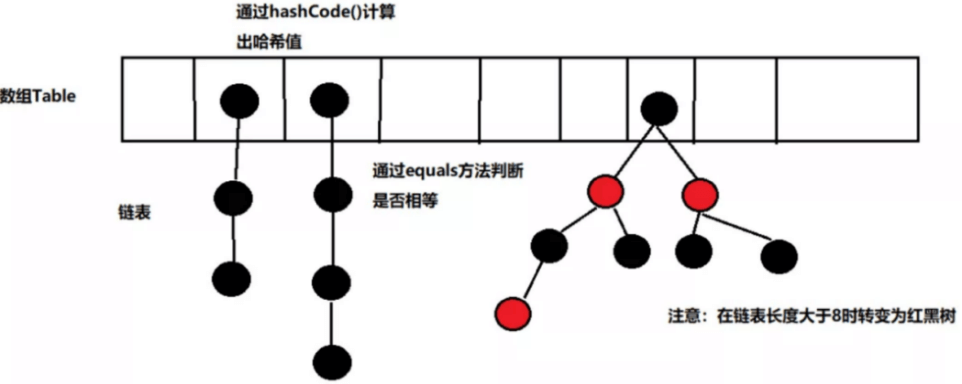 通过hashCode()计算
出哈希值
数组Table
通过equals方法判断
是否相等
链表
注意：在链表长度大于8时转变为红黑树